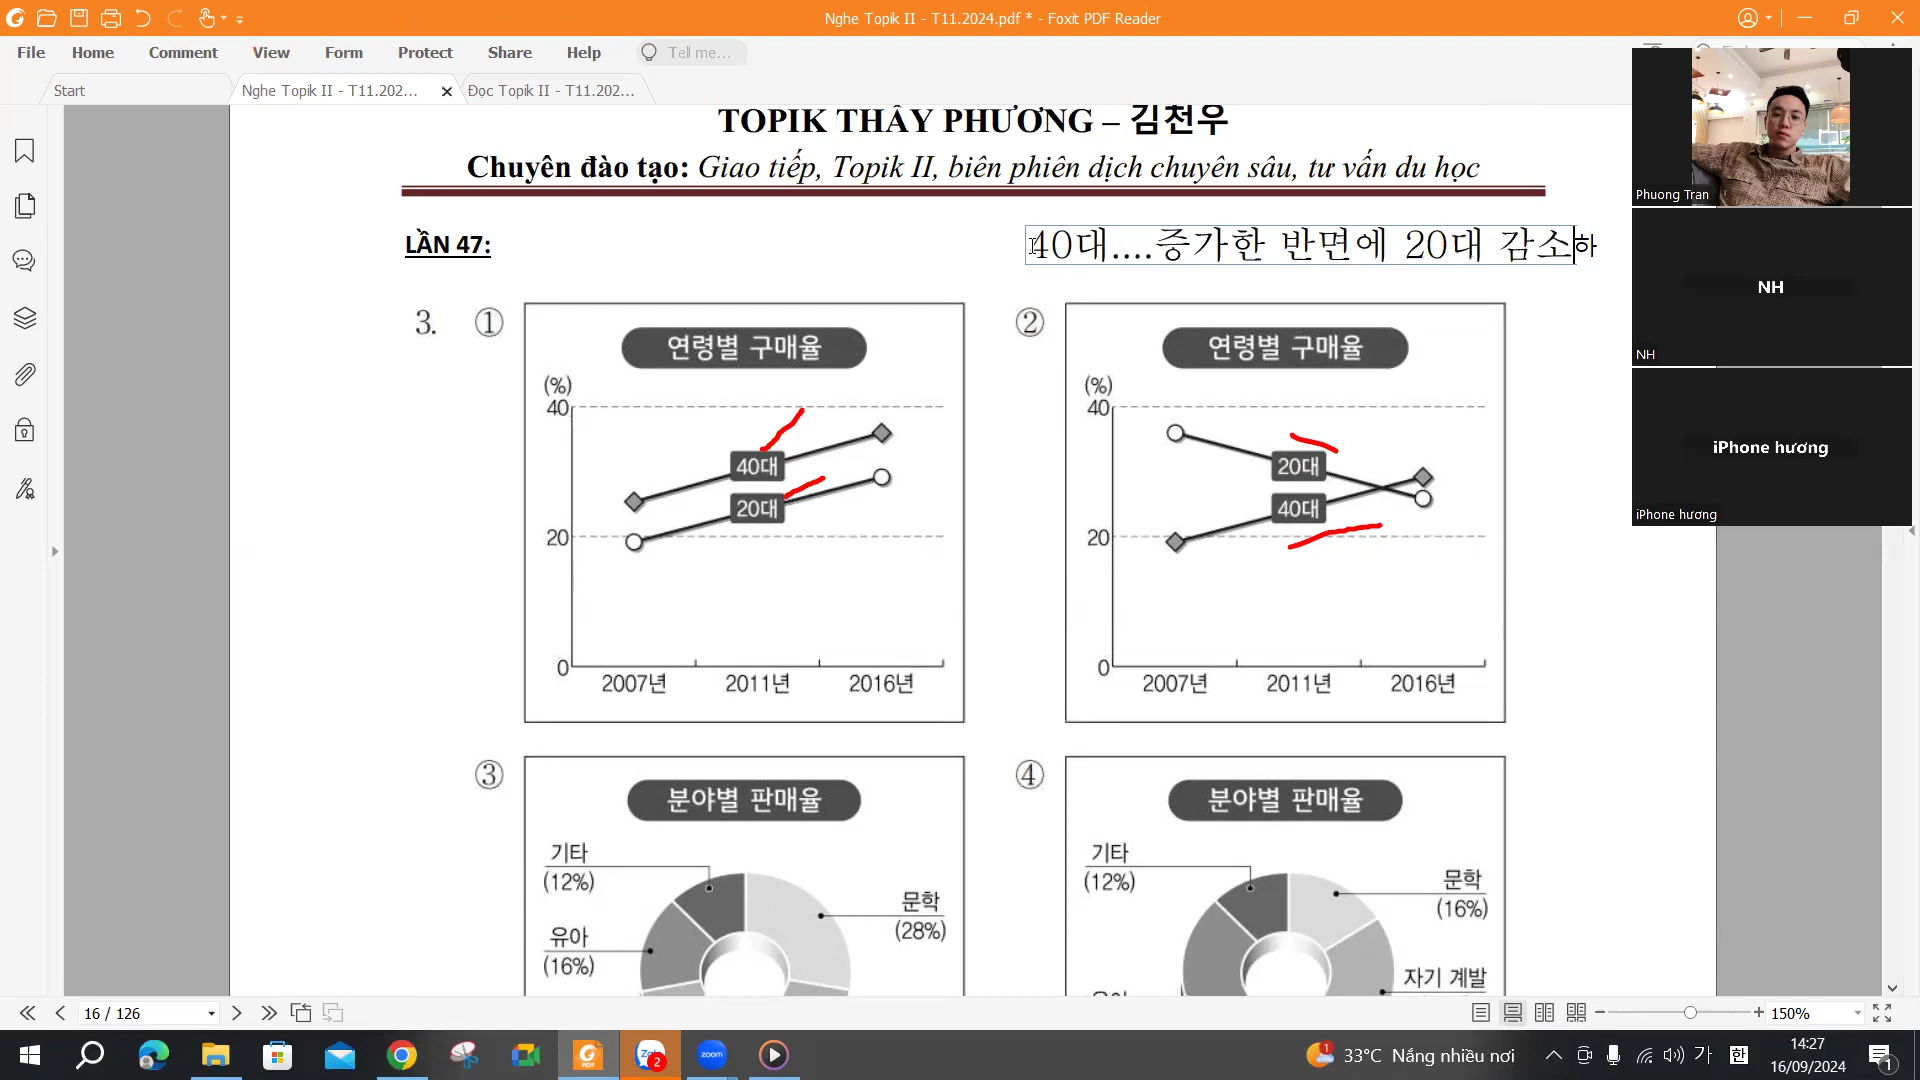 Nghe Topik II - T11.2024.pdf * - Foxit PDF Reader
File Home Comment View Form Protect Share Help Tell me...
Start
Nghe Topik II - T11.202...
Đọc Topik II - T11.202...
TOPIK THẦY PHƯƠNG – 김천우
Chuyên đào tạo: Giao tiếp, Topik II, biên phiên dịch chuyên sâu, tư vấn du học
LẦN 47:
40대....증가한 반면에 20대 감소하
3. ①
연령별 구매율
(%)
40
40대
20대
20
0
2007년 2011년 2016년
②
연령별 구매율
(%)
40
20대
40대
20
0
2007년 2011년 2016년
③
분야별 판매율
기타
(12%)
문학
(28%)
유아
(16%)
④
분야별 판매율
기타
(12%)
문학
(16%)
자기 계발
Phuong Tran
NH
NH
iPhone hương
iPhone hương
16 / 126
150%
zoom
2
1
33°C Nắng nhiều nơi
가
한
14:27
16/09/2024
1